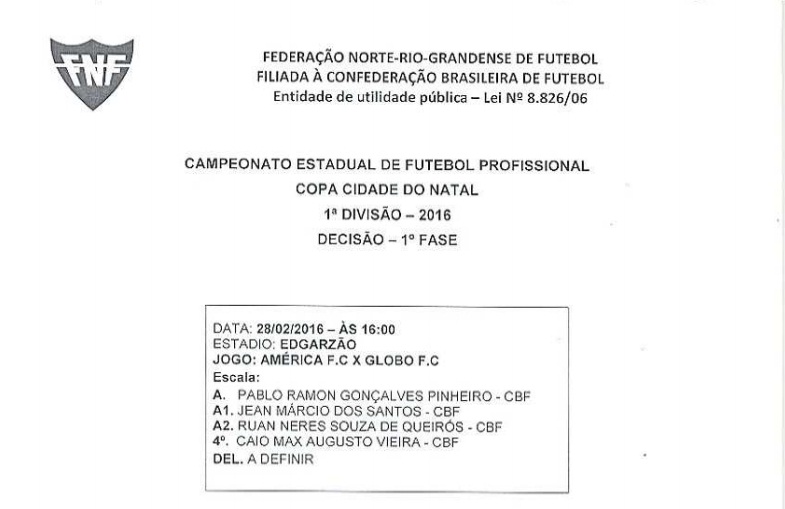 FNF
FEDERAÇÃO NORTE-RIO-GRANDENSE DE FUTEBOL
FILIADA À CONFEDERAÇÃO BRASILEIRA DE FUTEBOL
Entidade de utilidade pública – Lei Nº 8.826/06
CAMPEONATO ESTADUAL DE FUTEBOL PROFISSIONAL
COPA CIDADE DO NATAL
1ª DIVISÃO – 2016
DECISÃO – 1º FASE
DATA: 28/02/2016 – ÀS 16:00
ESTADIO: EDGARZÃO
JOGO: AMÉRICA F.C X GLOBO F.C
Escala:
A. PABLO RAMON GONÇALVES PINHEIRO - CBF
A1. JEAN MÁRCIO DOS SANTOS - CBF
A2. RUAN NERES SOUZA DE QUEIRÓS - CBF
4º. CAIO MAX AUGUSTO VIEIRA - CBF
DEL. A DEFINIR